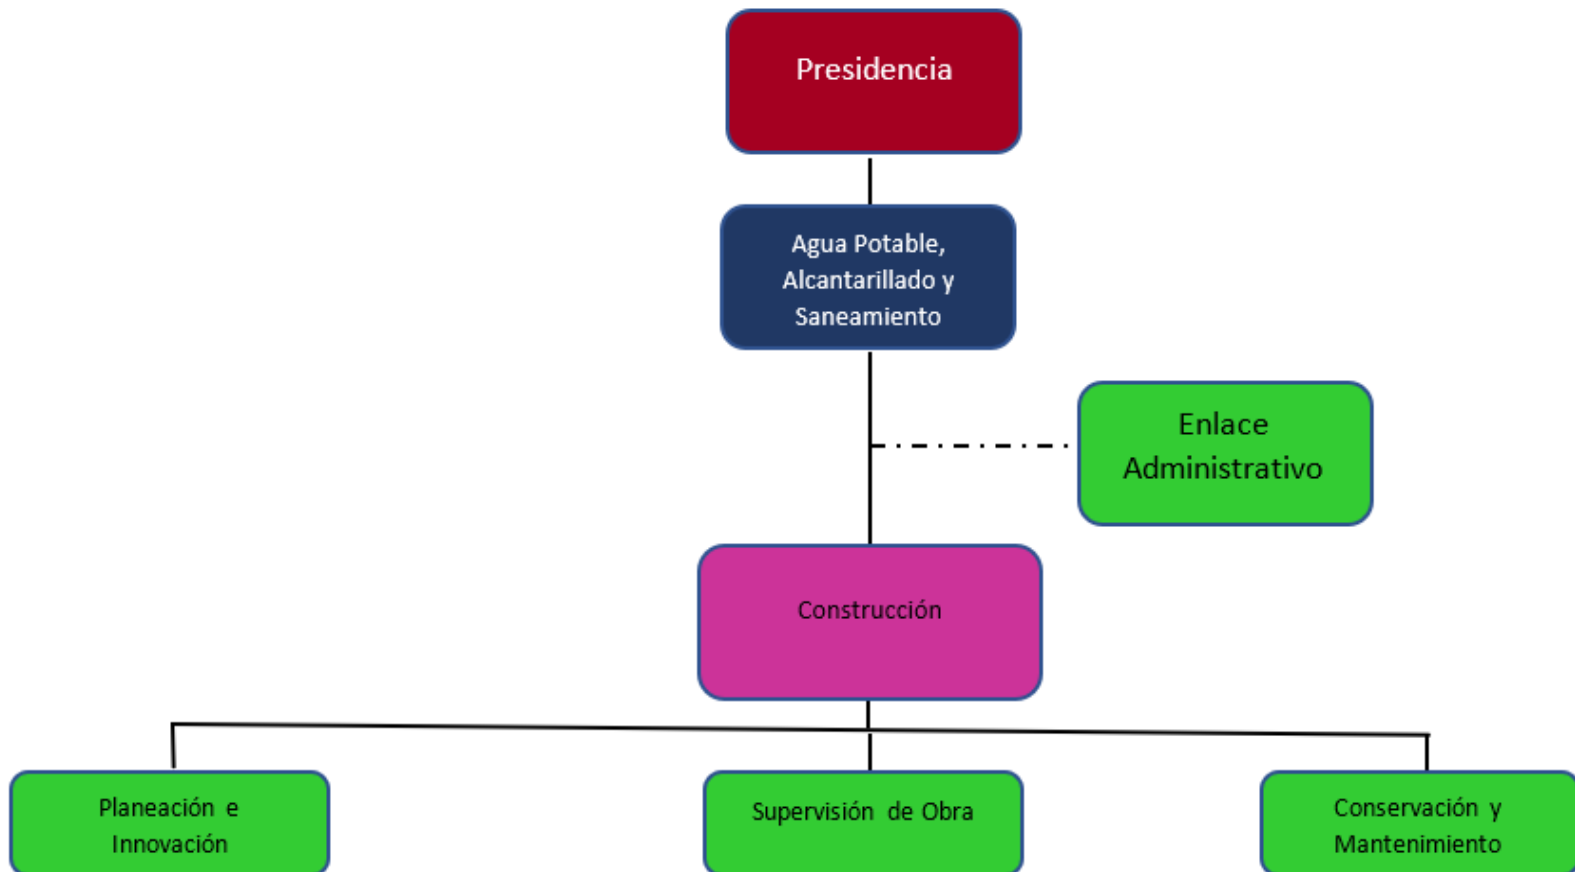 Presidencia
Agua Potable,
Alcantarillado y
Saneamiento
Enlace
Administrativo
Construcción
Planeación e
Innovación
Supervisión de Obra
Conservación y
Mantenimiento